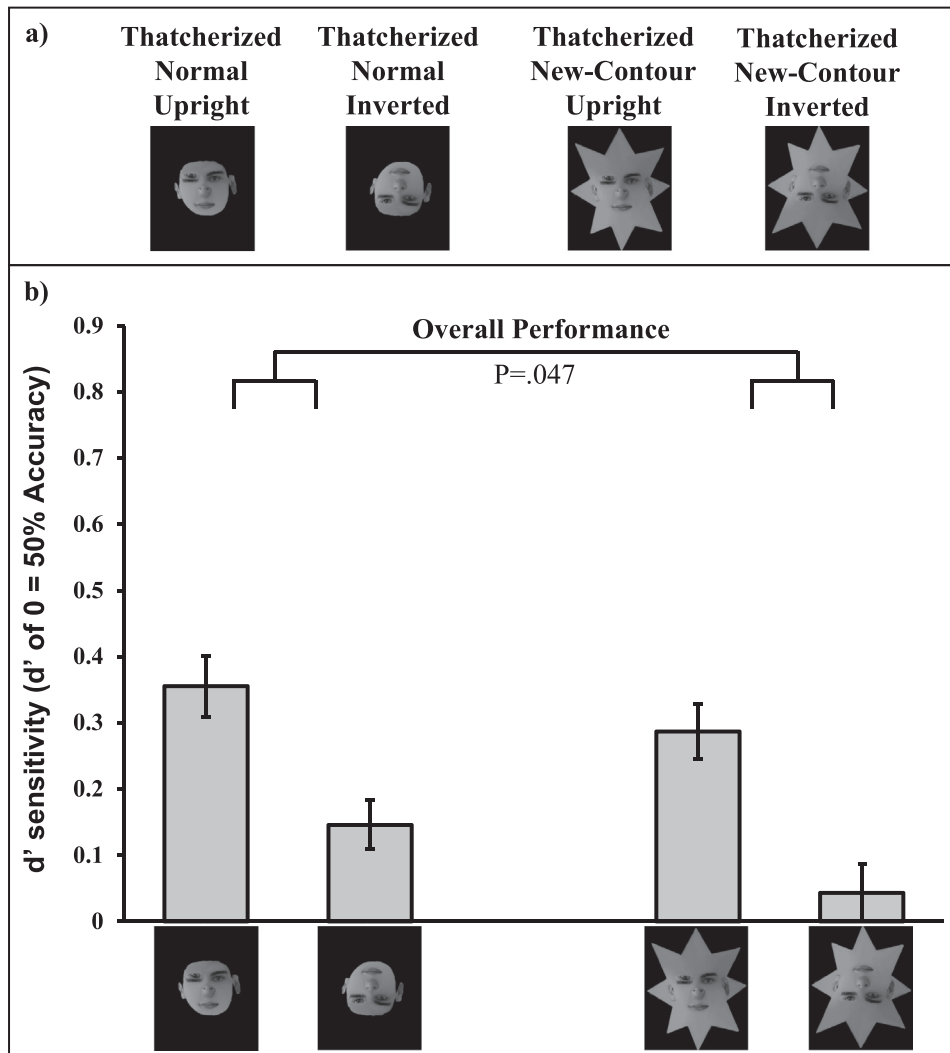 a)
Thatcherized
Normal
Upright
Thatcherized
Normal
Inverted
Thatcherized
New-Contour
Upright
Thatcherized
New-Contour
Inverted
b)
Overall Performance
P=.047
d' sensitivity (d' of 0 = 50% Accuracy)
0.9
0.8
0.7
0.6
0.5
0.4
0.3
0.2
0.1
0